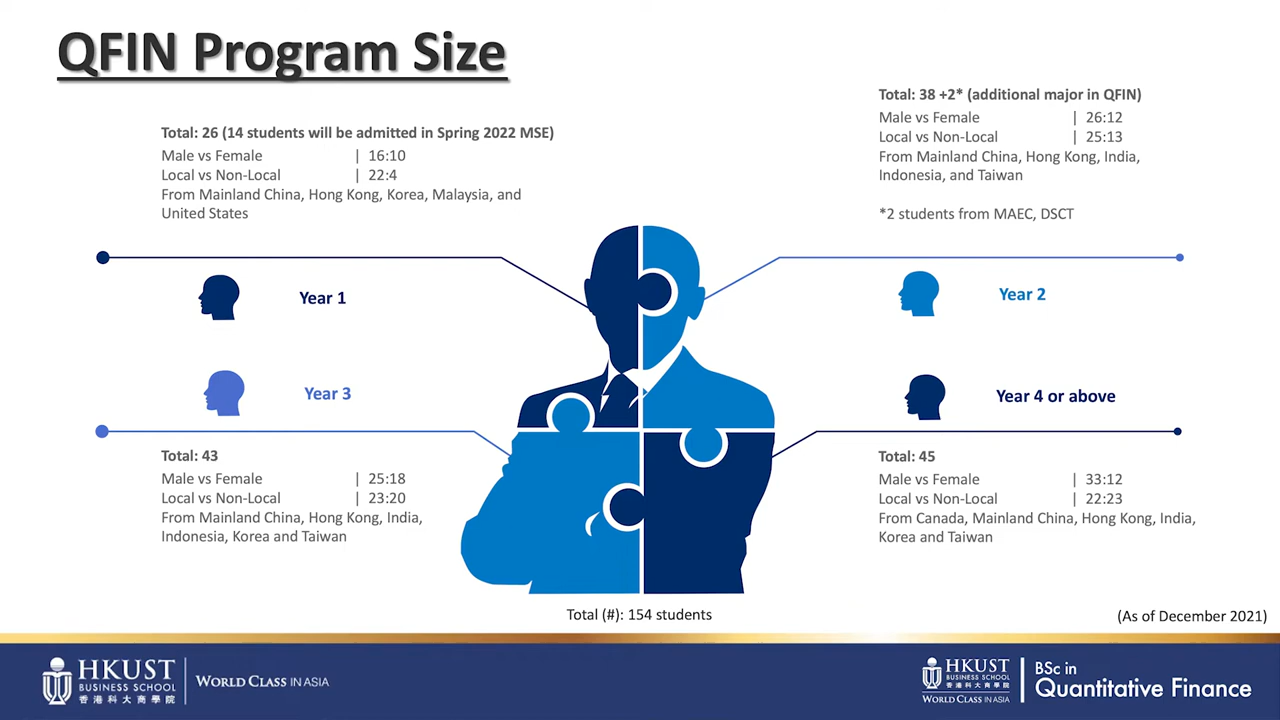 QFIN Program Size
Total: 26 (14 students will be admitted in Spring 2022 MSE)
Male vs Female | 16:10
Local vs Non-Local | 22:4
From Mainland China, Hong Kong, Korea, Malaysia, and
United States
Year 1
Total: 38 +2* (additional major in QFIN)
Male vs Female | 26:12
Local vs Non-Local | 25:13
From Mainland China, Hong Kong, India,
Indonesia, and Taiwan
*2 students from MAEC, DSCT
Year 2
Year 3
Total: 43
Male vs Female | 25:18
Local vs Non-Local | 23:20
From Mainland China, Hong Kong, India,
Indonesia, Korea and Taiwan
Year 4 or above
Total: 45
Male vs Female | 33:12
Local vs Non-Local | 22:23
From Canada, Mainland China, Hong Kong, India,
Korea and Taiwan
Total (#): 154 students
(As of December 2021)
HKUST
BUSINESS SCHOOL
香港科大商學院
WORLD CLASS IN ASIA
HKUST
BUSINESS SCHOOL
香港科大商學院
WORLD CLASS IN ASIA
BSc in
Quantitative Finance